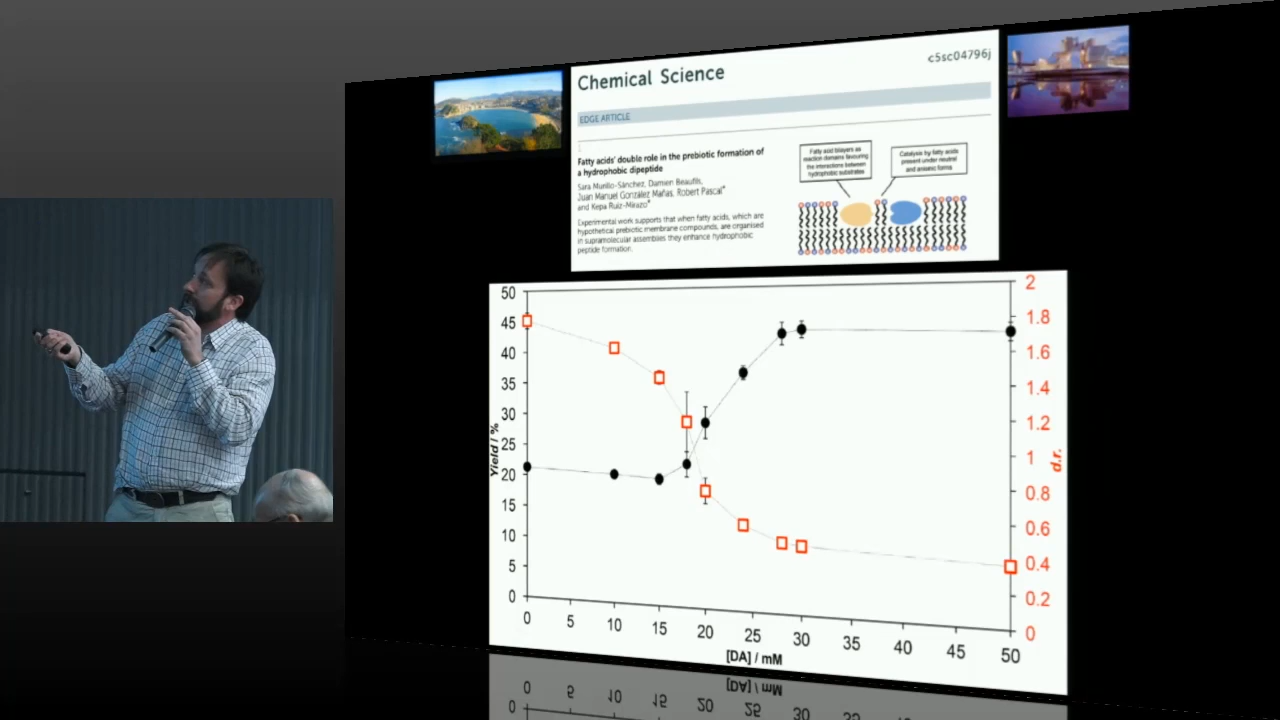 Chemical Science
c5sc04796j
EDGE ARTICLE
Fatty acids' double role in the prebiotic formation of
a hydrophobic dipeptide
Sara Murillo-Sánchez, Damien Beaufils,
Juan Manuel González Mañas, Robert Pascal*
and Kepa Ruiz-Mirazo*
Experimental work supports that when fatty acids, which are
hypothetical prebiotic membrane compounds, are organised
in supramolecular assemblies they enhance hydrophobic
peptide formation.
Fatty acid bilayers as
reaction domains favouring
the interactions between
hydrophobic substrates
Catalysis by fatty acids
present under neutral
and anionic forms
50
45
40
35
30
25
20
15
10
5
0
Yield / %
2
1.8
1.6
1.4
1.2
1
0.8
0.6
0.4
0.2
0
d.r.
0 5 10 15 20 25 30 35 40 45 50
[DA] / mM